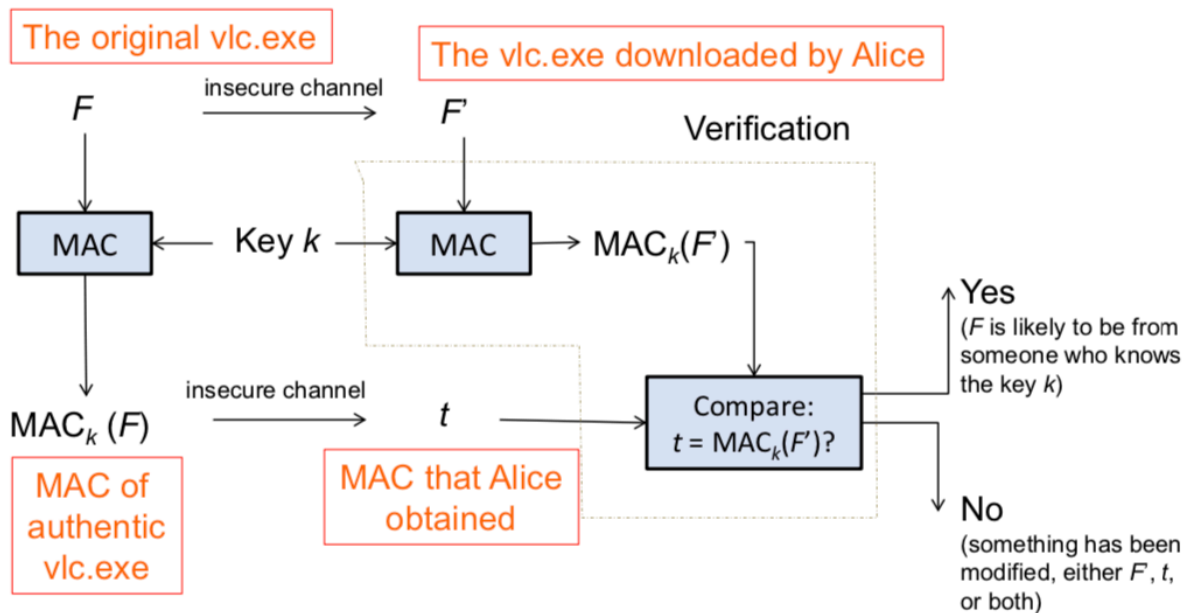 The original vlc.exe
The vlc.exe downloaded by Alice
F
insecure channel
F'
Verification
MAC
Key k
MAC
MACk(F)
Yes
(F is likely to be from
someone who knows
the key k)
MACk (F)
insecure channel
t
Compare:
t = MACk(F')?
MAC of
authentic
vlc.exe
MAC that Alice
obtained
No
(something has been
modified, either F, t,
or both)